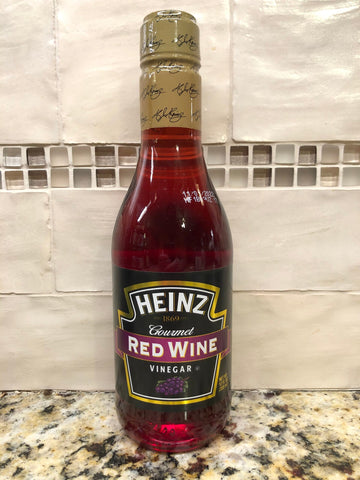 HEINZ
1869
Gourmet
RED WINE
VINEGAR